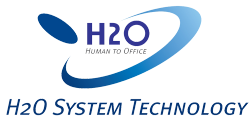 H2O
HUMAN TO OFFICE
H2O SYSTEM TECHNOLOGY